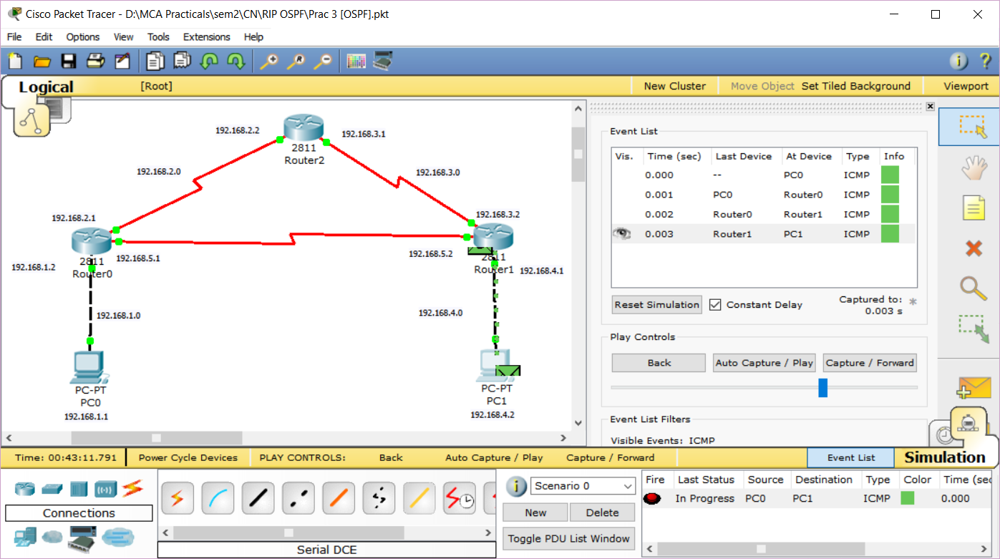 Cisco Packet Tracer - D:\MCA Practicals\sem2\CN\RIP OSPF\Prac 3 [OSPF].pkt
File Edit Options View Tools Extensions Help
Logical [Root] New Cluster Move Object Set Tiled Background Viewport
192.168.2.2
192.168.3.1
2811
Router2
192.168.2.0
192.168.3.0
192.168.2.1
192.168.3.2
2811
Router0
192.168.5.1
192.168.1.2
192.168.5.2
2811
Router1
192.168.4.1
192.168.1.0
192.168.4.0
PC-PT
PC0
192.168.1.1
PC-PT
PC1
192.168.4.2
Event List
Vis. Time (sec) Last Device At Device Type Info
0.000 -- PC0 ICMP
0.001 PC0 Router0 ICMP
0.002 Router0 Router1 ICMP
0.003 Router1 PC1 ICMP
Reset Simulation Constant Delay Captured to: *
0.003 s
Play Controls
Back Auto Capture / Play Capture / Forward
Event List Filters
Visible Events: ICMP
Time: 00:43:11.791 Power Cycle Devices PLAY CONTROLS: Back Auto Capture / Play Capture / Forward Event List Simulation
Connections
Serial DCE
Scenario 0
New Delete
Toggle PDU List Window
Fire Last Status Source Destination Type Color Time (sec
In Progress PC0 PC1 ICMP 0.000